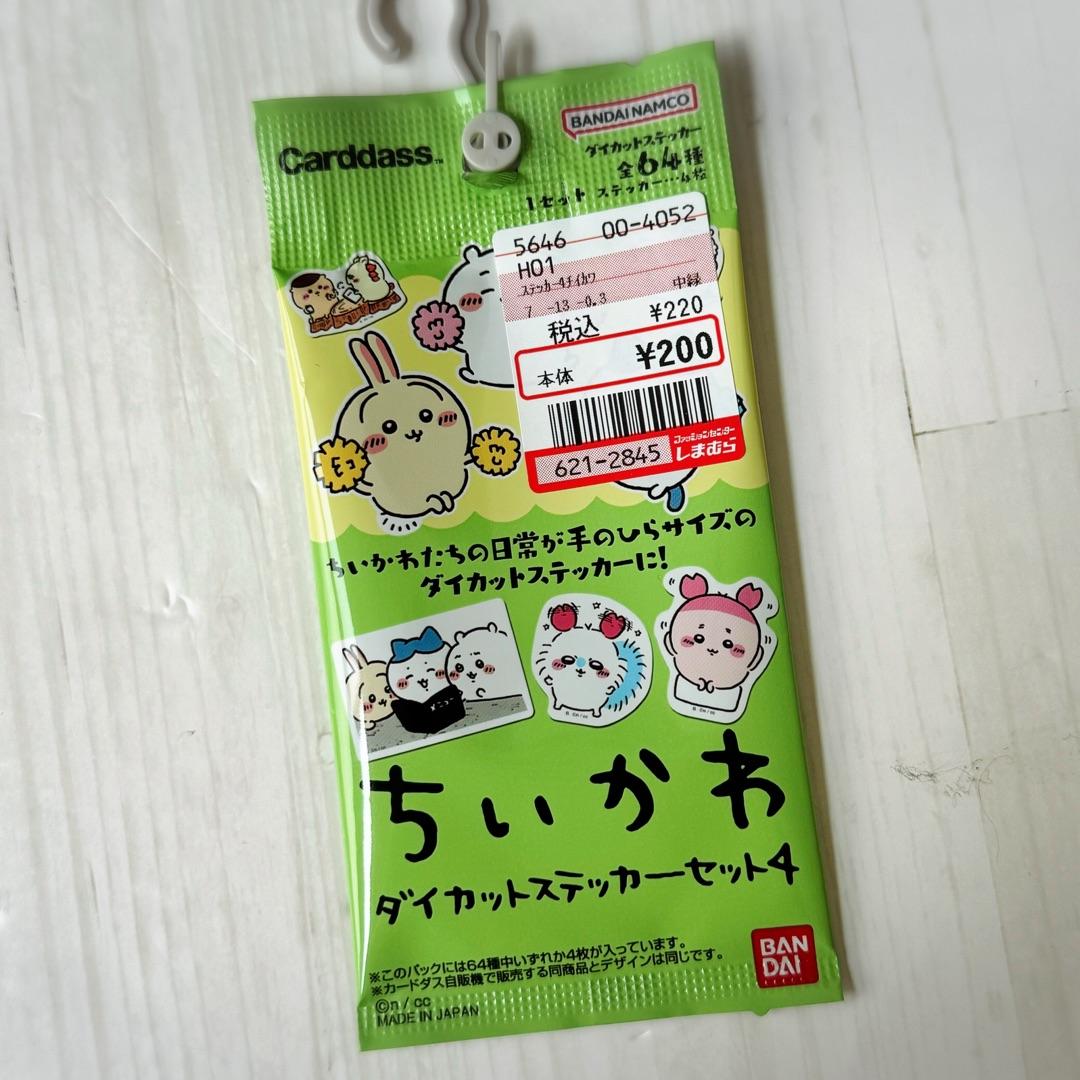 BANDAI NAMCO
Carddass™
ダイカットステッカー
全64種
1セット ステッカー…4枚
5646 00-4052
H01
ステッカー4チイカワ 中緑
7 -13 -0.3
税込 ¥220
本体 ¥200
621-2845
ファッションセンター
しまむら
ちいかわたちの日常が手のひらサイズの
ダイカットステッカーに!
ちいかわ
ダイカットステッカーセット4
※このパックには64種中いずれか4枚が入っています。
※カードダス自販機で販売する同商品とデザインは同じです。
©n / cc
MADE IN JAPAN
BAN
DAI